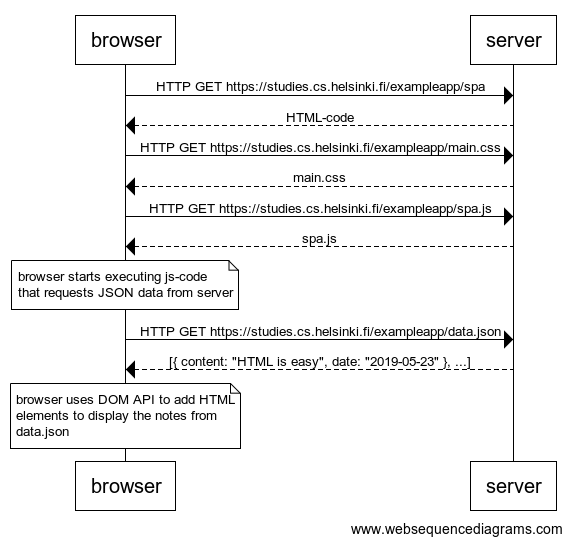 browser
server
HTTP GET https://studies.cs.helsinki.fi/exampleapp/spa
HTML-code
HTTP GET https://studies.cs.helsinki.fi/exampleapp/main.css
main.css
HTTP GET https://studies.cs.helsinki.fi/exampleapp/spa.js
spa.js
browser starts executing js-code
that requests JSON data from server
HTTP GET https://studies.cs.helsinki.fi/exampleapp/data.json
[{ content: "HTML is easy", date: "2019-05-23" }, ...]
browser uses DOM API to add HTML
elements to display the notes from
data.json
browser
server
www.websequencediagrams.com